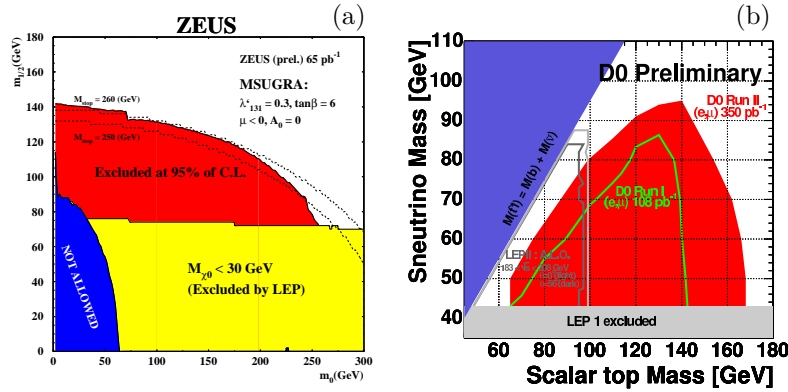 ZEUS
(a)
m1/2(GeV)
180
160
140
120
100
80
60
40
20
0
ZEUS (prel.) 65 pb-1
MSUGRA:
λ'131 = 0.3, tanβ = 6
μ < 0, A0 = 0
Mstop = 260 (GeV)
Mstop = 250 (GeV)
Excluded at 95% of C.L.
Mχ0 < 30 GeV
(Excluded by LEP)
NOT ALLOWED
0 50 100 150 200 250 300
m0(GeV)
(b)
Sneutrino Mass [GeV]
110
100
90
80
70
60
50
40
D0 Preliminary
D0 Run II
(e,μ) 350 pb-1
D0 Run I
(e,μ) 108 pb-1
M(t̃1) = M(b) + M(ν̃)
LEP II : A.L.O.
LEP 1 excluded
60 80 100 120 140 160 180
Scalar top Mass [GeV]